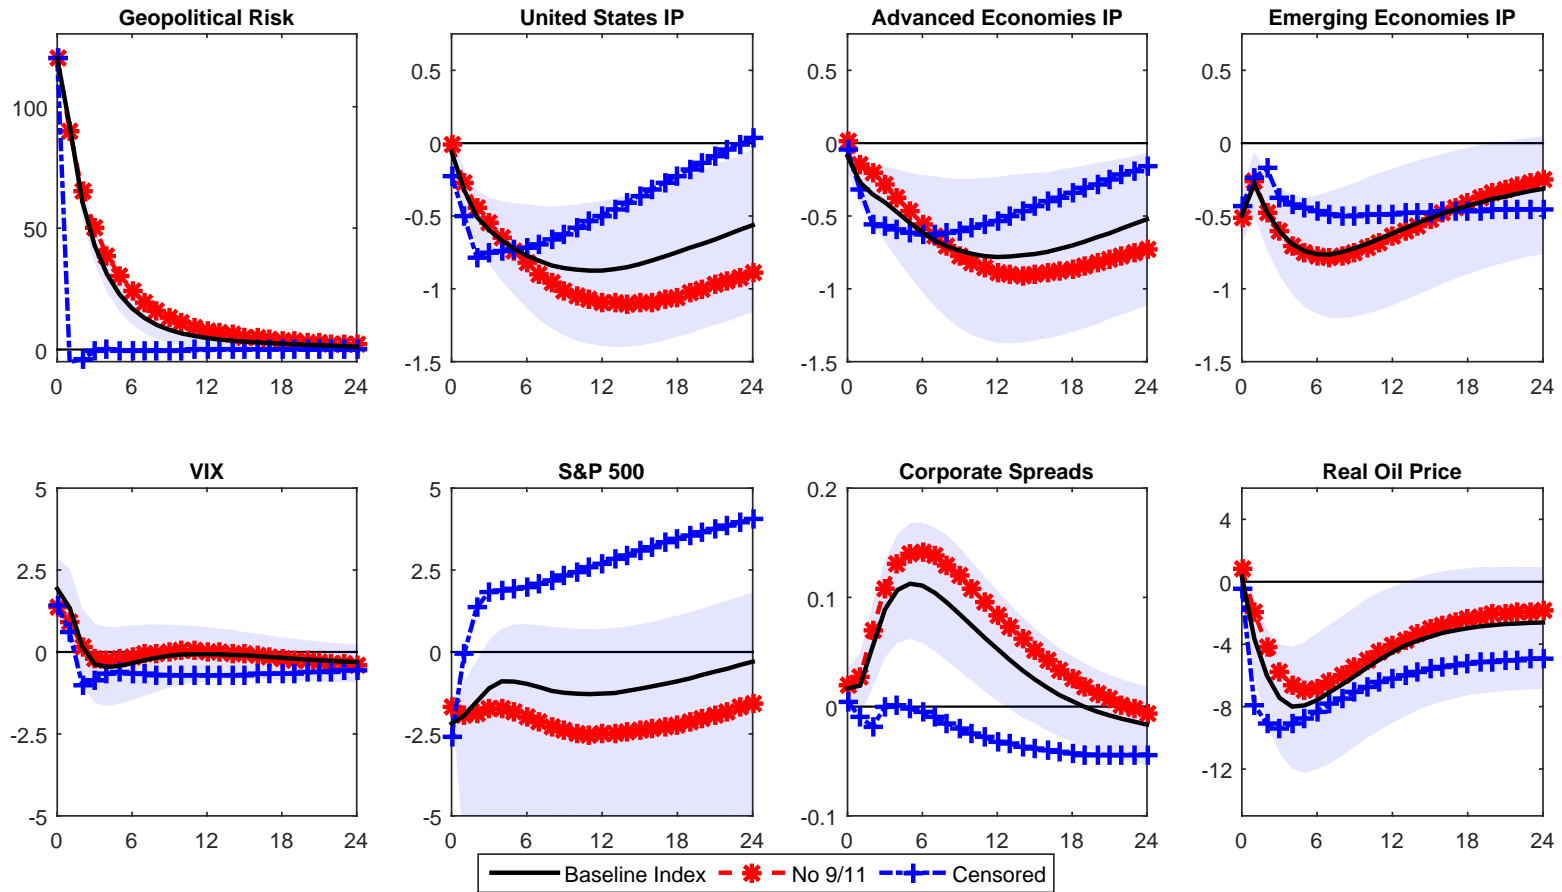 Geopolitical Risk
United States IP
Advanced Economies IP
Emerging Economies IP
100
50
0
0 6 12 18 24
0.5
0
-0.5
-1
-1.5
0 6 12 18 24
0.5
0
-0.5
-1
-1.5
0 6 12 18 24
0.5
0
-0.5
-1
-1.5
0 6 12 18 24
VIX
S&P 500
Corporate Spreads
Real Oil Price
5
2.5
0
-2.5
-5
0 6 12 18 24
5
2.5
0
-2.5
-5
0 6 12 18 24
0.2
0.1
0
-0.1
0 6 12 18 24
4
0
-4
-8
-12
0 6 12 18 24
Baseline Index No 9/11 Censored